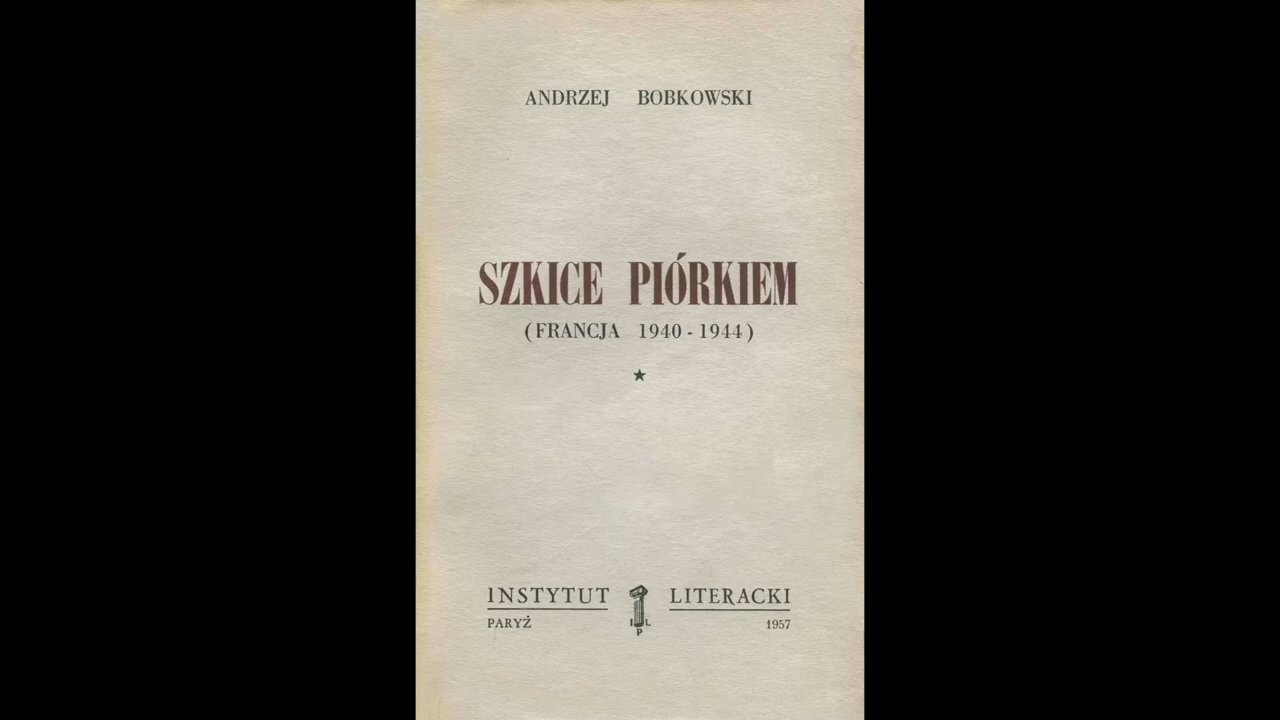 ANDRZEJ BOBKOWSKI
SZKICE PIÓRKIEM
(FRANCJA 1940-1944)
INSTYTUT LITERACKI
I L
P
PARYŻ 1957